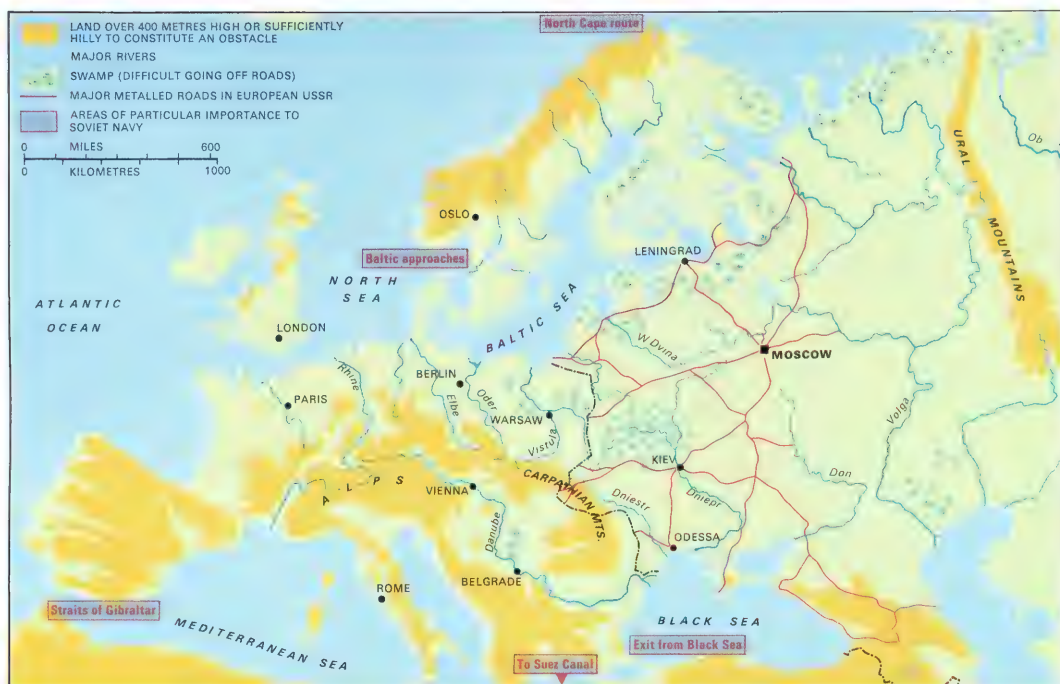 North Cape route
LAND OVER 400 METRES HIGH OR SUFFICIENTLY
HILLY TO CONSTITUTE AN OBSTACLE
MAJOR RIVERS
SWAMP (DIFFICULT GOING OFF ROADS)
MAJOR METALLED ROADS IN EUROPEAN USSR
AREAS OF PARTICULAR IMPORTANCE TO
SOVIET NAVY
0 MILES 600
0 KILOMETRES 1000
Ob
URAL MOUNTAINS
OSLO
Baltic approaches
LENINGRAD
NORTH
SEA
ATLANTIC
OCEAN
BALTIC SEA
LONDON
W Dvina
MOSCOW
Rhine
BERLIN
Elbe
Oder
PARIS
WARSAW
Vistula
Volga
KIEV
Don
ALPS
VIENNA
CARPATHIAN MTS.
Dniestr
Dniepr
Danube
ODESSA
BELGRADE
ROME
Straits of Gibraltar
MEDITERRANEAN SEA
BLACK SEA
Exit from Black Sea
To Suez Canal